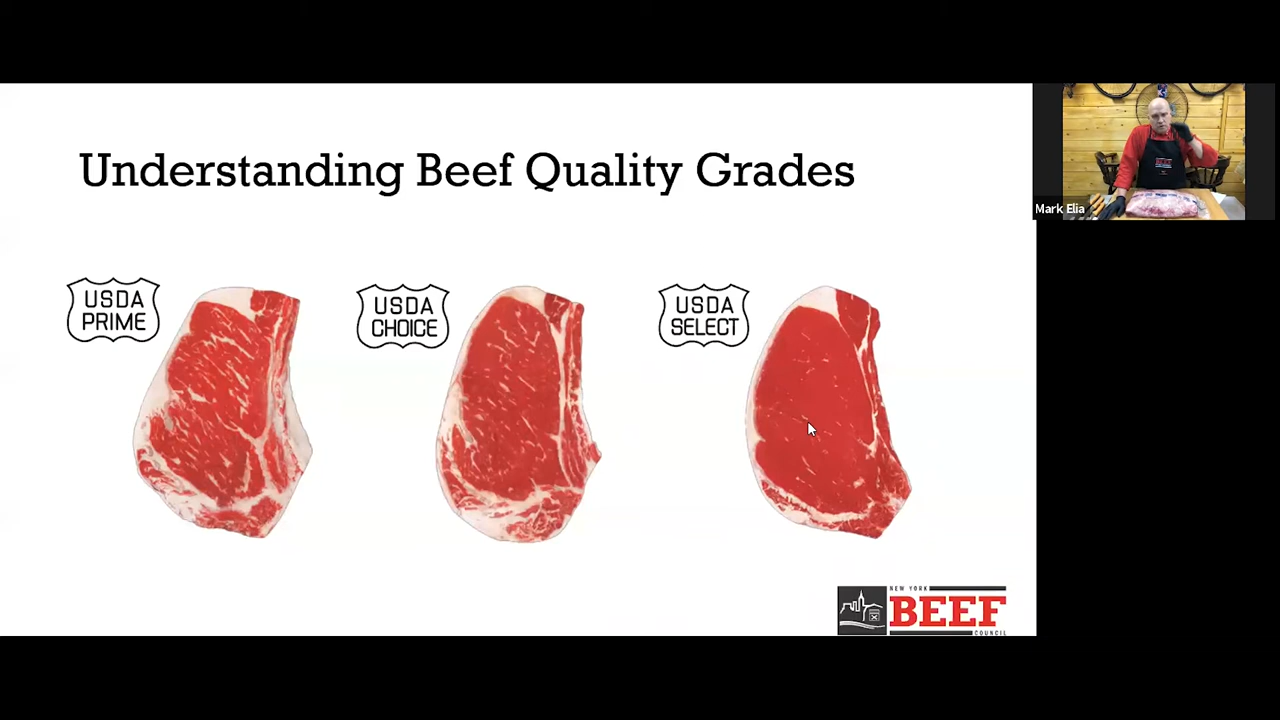 Understanding Beef Quality Grades
USDA
PRIME
USDA
CHOICE
USDA
SELECT
Mark Elia
NEW YORK
BEEF
COUNCIL